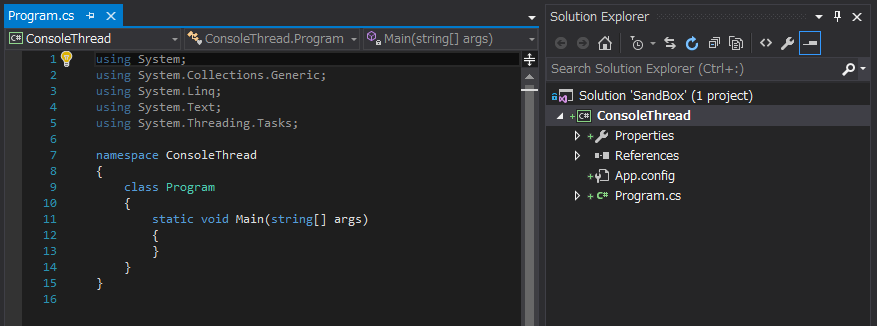 Program.cs
ConsoleThread
ConsoleThread.Program
Main(string[] args)
1 using System;
2 using System.Collections.Generic;
3 using System.Linq;
4 using System.Text;
5 using System.Threading.Tasks;
6
7 namespace ConsoleThread
8 {
9 class Program
10 {
11 static void Main(string[] args)
12 {
13 }
14 }
15 }
16
Solution Explorer
Search Solution Explorer (Ctrl+:)
Solution 'SandBox' (1 project)
C# ConsoleThread
Properties
References
App.config
C# Program.cs